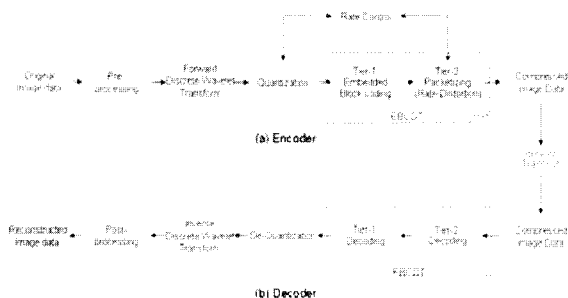 Rate Control
Original
Image data
Pre
processing
Forward
Discrete Wavelet
Transform
Quantization
Tier-1
Embedded
Block coding
Tier-2
Packetizing
(Rate-Distortion)
Compressed
Image Data
EBCOT
(a) Encoder
Reconstructed
Image data
Post-
processing
Inverse
Discrete Wavelet
Transform
De-Quantization
Tier-1
Decoding
Tier-2
Decoding
Compressed
Image Data
EBCOT
(b) Decoder